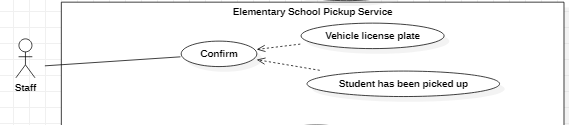 Elementary School Pickup Service
Vehicle license plate
Confirm
Staff
Student has been picked up